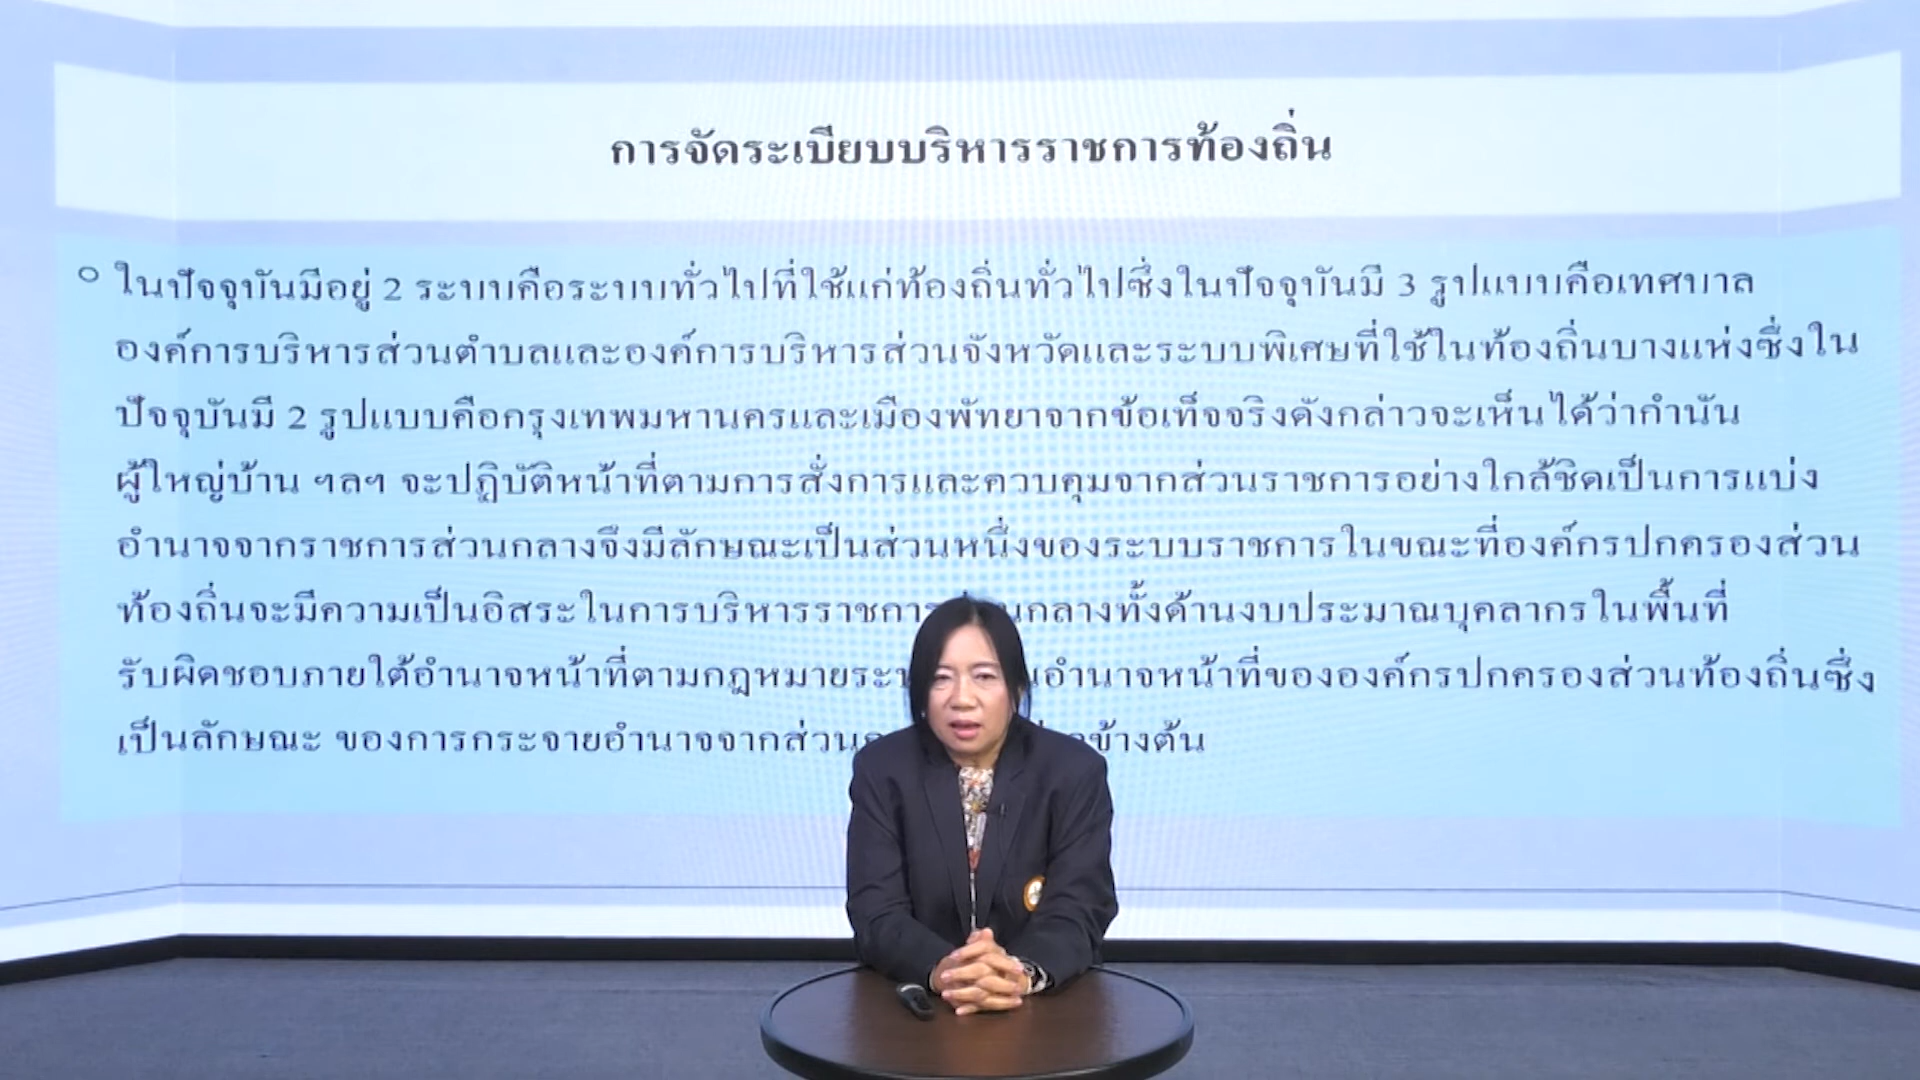 การจัดระเบียบบริหารราชการท้องถิ่น
ในปัจจุบันมีอยู่ 2 ระบบคือระบบทั่วไปที่ใช้แก่ท้องถิ่นทั่วไปซึ่งในปัจจุบันมี 3 รูปแบบคือเทศบาล
องค์การบริหารส่วนตำบลและองค์การบริหารส่วนจังหวัดและระบบพิเศษที่ใช้ในท้องถิ่นบางแห่งซึ่งใน
ปัจจุบันมี 2 รูปแบบคือกรุงเทพมหานครและเมืองพัทยาจากข้อเท็จจริงดังกล่าวจะเห็นได้ว่ากำนัน
ผู้ใหญ่บ้าน ฯลฯ จะปฏิบัติหน้าที่ตามการสั่งการและควบคุมจากส่วนราชการอย่างใกล้ชิดเป็นการแบ่ง
อำนาจจากราชการส่วนกลางจึงมีลักษณะเป็นส่วนหนึ่งของระบบราชการในขณะที่องค์กรปกครองส่วน
ท้องถิ่นจะมีความเป็นอิสระในการบริหารราชการ กลางทั้งด้านงบประมาณบุคลากรในพื้นที่
รับผิดชอบภายใต้อำนาจหน้าที่ตามกฎหมาย อำนาจหน้าที่ขององค์กรปกครองส่วนท้องถิ่นซึ่ง
เป็นลักษณะ ของการกระจายอำนาจจากส่วน ข้างต้น